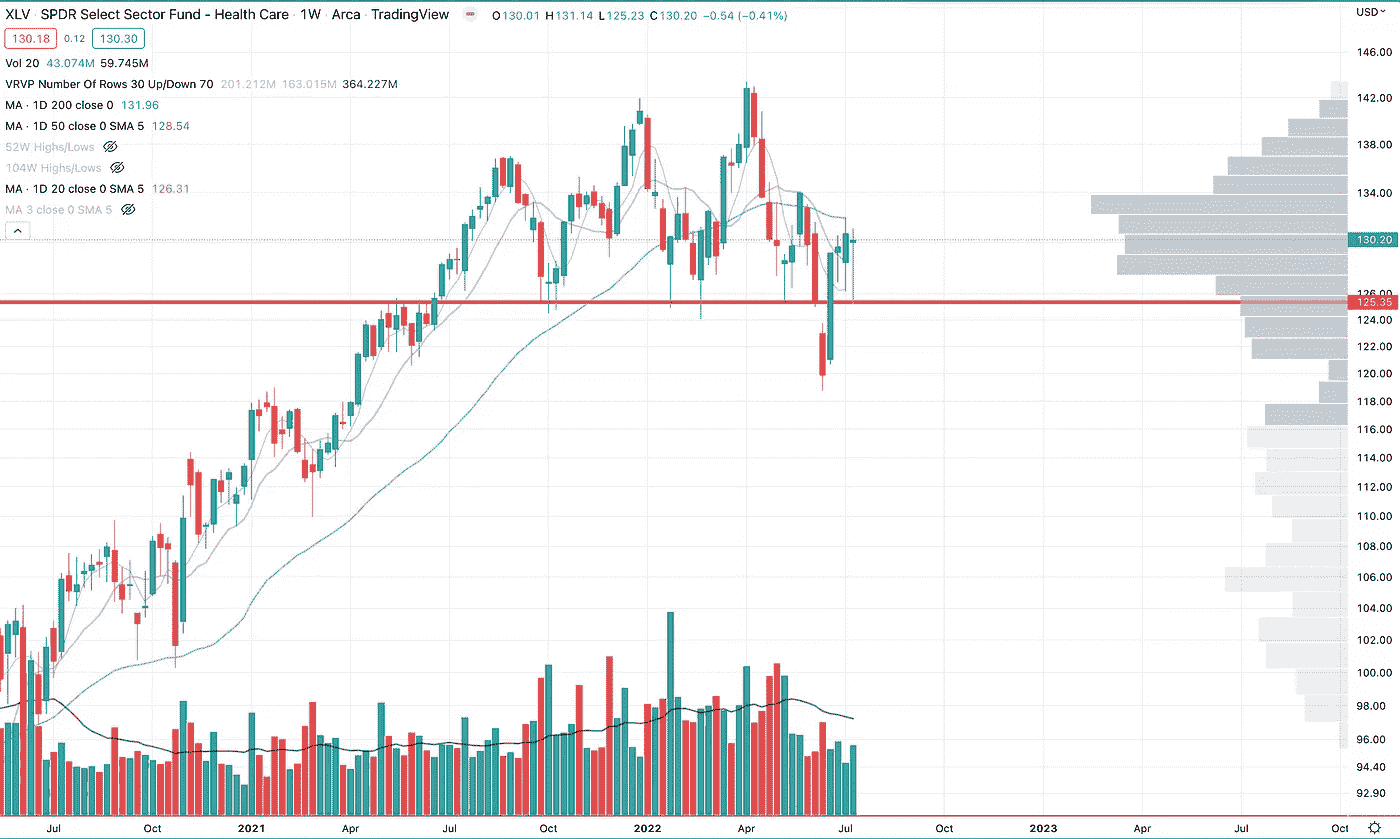 XLV · SPDR Select Sector Fund - Health Care · 1W · Arca · TradingView O130.01 H131.14 L125.23 C130.20 −0.54 (−0.41%)
USD
130.18 0.12 130.30
Vol 20 43.074M 59.745M
VRVP Number Of Rows 30 Up/Down 70 201.212M 163.015M 364.227M
MA · 1D 200 close 0 131.96
MA · 1D 50 close 0 SMA 5 128.54
52W Highs/Lows
104W Highs/Lows
MA · 1D 20 close 0 SMA 5 126.31
MA 3 close 0 SMA 5
146.00
142.00
138.00
134.00
130.20
126.00
125.35
124.00
122.00
120.00
118.00
116.00
114.00
112.00
110.00
108.00
106.00
104.00
102.00
100.00
98.00
96.00
94.40
92.90
Jul Oct 2021 Apr Jul Oct 2022 Apr Jul Oct 2023 Apr Jul Oct